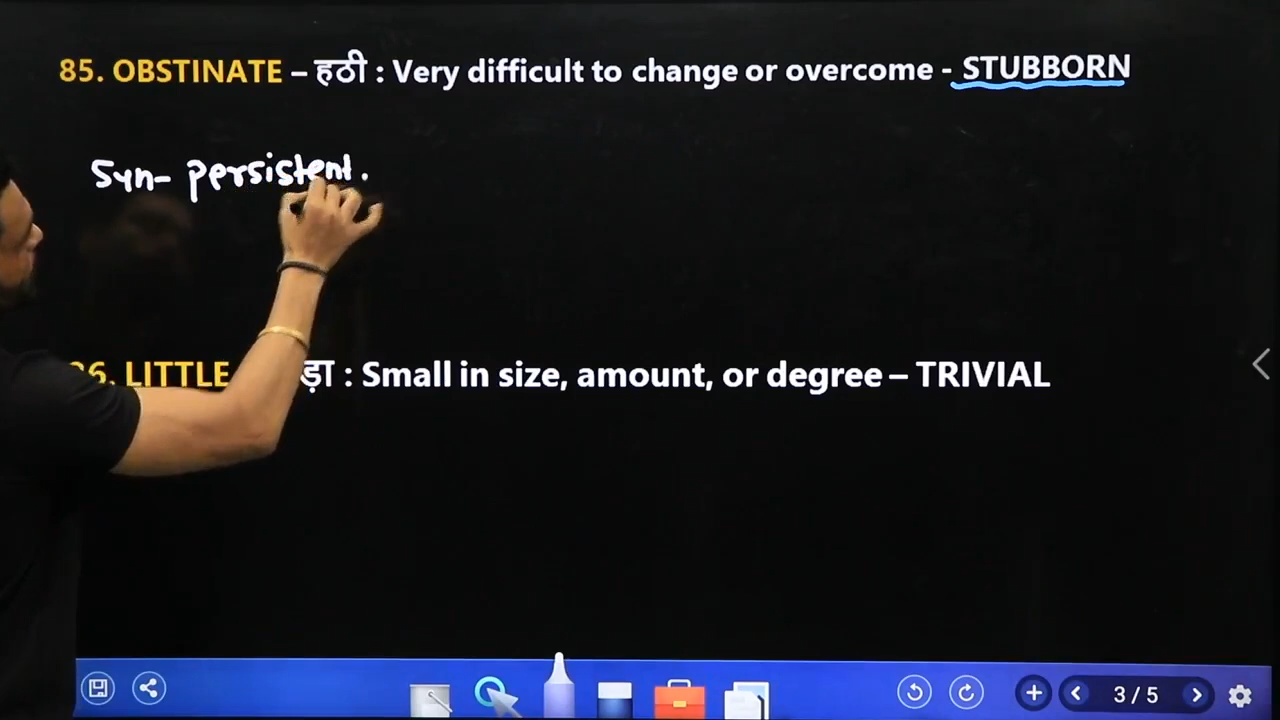 85. OBSTINATE – हठी : Very difficult to change or overcome - STUBBORN
Syn- persistent.
86. LITTLE ड़ा : Small in size, amount, or degree – TRIVIAL
3 / 5